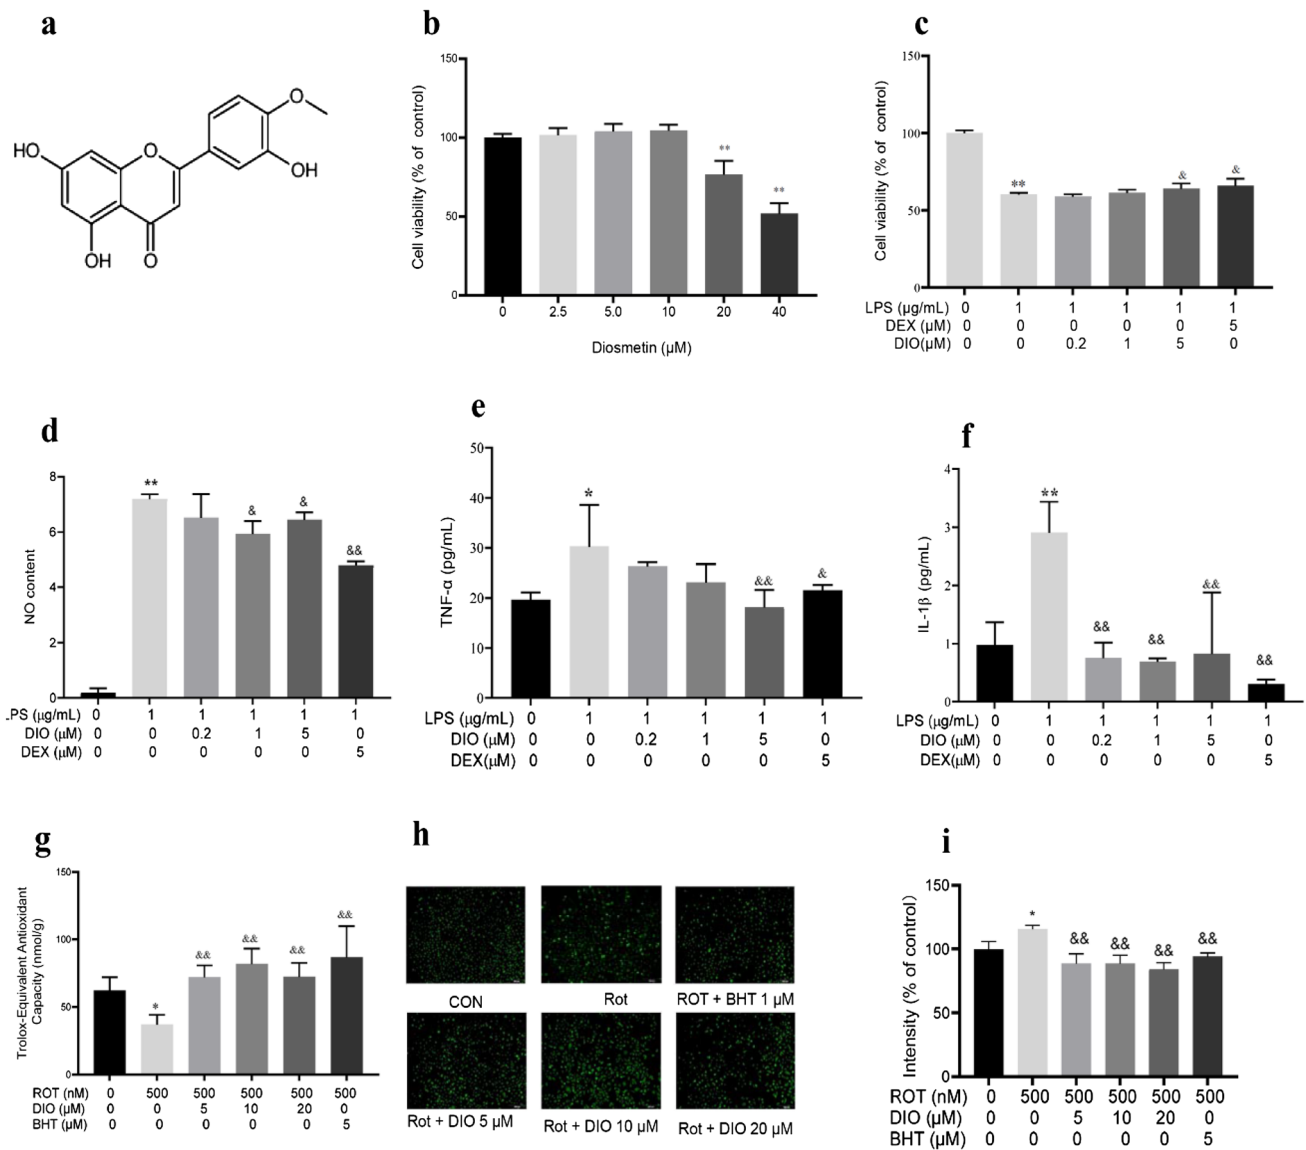 a
HO
O
O
OH
OH
O
b
Cell viability (% of control)
150
100
50
0
**
**
0 2.5 5.0 10 20 40
Diosmetin (μM)
c
Cell viability (% of control)
150
100
50
0
**
&
&
LPS (μg/mL) 0 1 1 1 1 1
DEX (μM) 0 0 0 0 0 5
DIO(μM) 0 0 0.2 1 5 0
d
NO content
8
6
4
2
0
**
&
&
&&
LPS (μg/mL) 0 1 1 1 1 1
DIO (μM) 0 0 0.2 1 5 0
DEX (μM) 0 0 0 0 0 5
e
TNF-α (pg/mL)
50
40
30
20
10
0
*
&&
&
LPS (μg/mL) 0 1 1 1 1 1
DIO (μM) 0 0 0.2 1 5 0
DEX(μM) 0 0 0 0 0 5
f
IL-1β (pg/mL)
4
3
2
1
0
**
&&
&&
&&
&&
LPS (μg/mL) 0 1 1 1 1 1
DIO (μM) 0 0 0.2 1 5 0
DEX(μM) 0 0 0 0 0 5
g
Trolox-Equivalent Antioxidant
Capacity (nmol/g)
150
100
50
0
*
&&
&&
&&
&&
ROT (nM) 0 500 500 500 500 500
DIO (μM) 0 0 5 10 20 0
BHT (μM) 0 0 0 0 0 5
h
CON
Rot
ROT + BHT 1 μM
Rot + DIO 5 μM
Rot + DIO 10 μM
Rot + DIO 20 μM
i
Intensity (% of control)
150
100
50
0
*
&&
&&
&&
&&
ROT (nM) 0 500 500 500 500 500
DIO (μM) 0 0 5 10 20 0
BHT (μM) 0 0 0 0 0 5